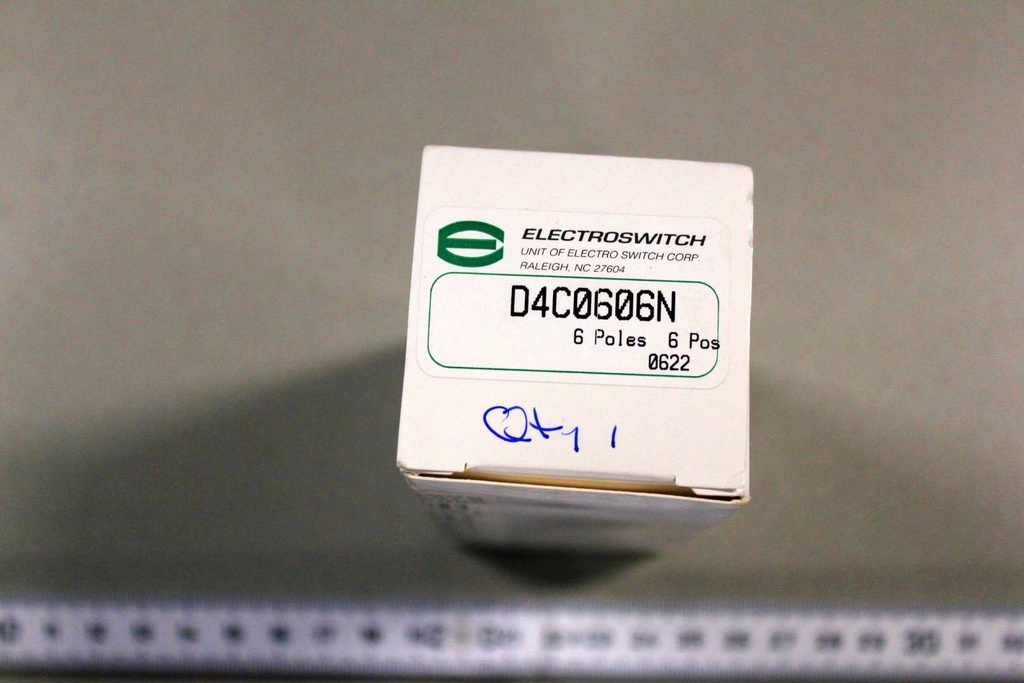 ELECTROSWITCH
UNIT OF ELECTRO SWITCH CORP.
RALEIGH, NC 27604
D4C0606N
6 Poles 6 Pos
0622
Qty 1